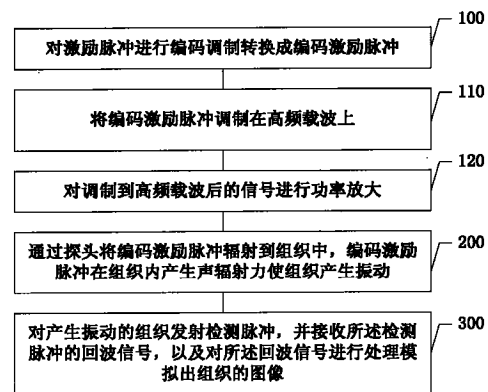 100
对激励脉冲进行编码调制转换成编码激励脉冲
110
将编码激励脉冲调制在高频载波上
120
对调制到高频载波后的信号进行功率放大
200
通过探头将编码激励脉冲辐射到组织中，编码激励
脉冲在组织内产生声辐射力使组织产生振动
300
对产生振动的组织发射检测脉冲，并接收所述检测
脉冲的回波信号，以及对所述回波信号进行处理模
拟出组织的图像